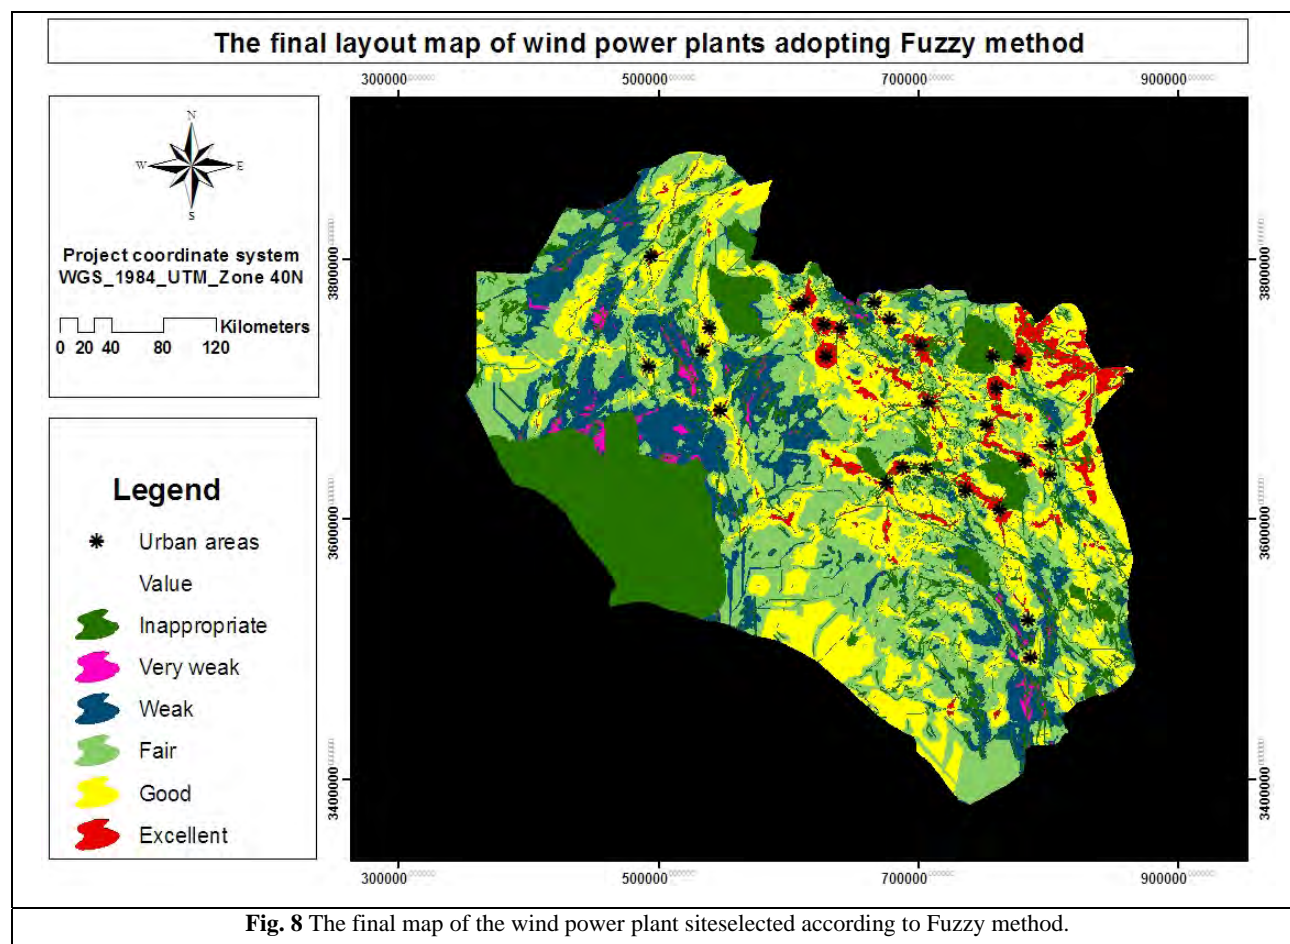 The final layout map of wind power plants adopting Fuzzy method
300000 500000 700000 900000
N
W E
S
Project coordinate system
WGS_1984_UTM_Zone 40N
Kilometers
0 20 40 80 120
Legend
Urban areas
Value
Inappropriate
Very weak
Weak
Fair
Good
Excellent
3800000
3600000
3400000
3800000
3600000
3400000
300000 500000 700000 900000
Fig. 8 The final map of the wind power plant siteselected according to Fuzzy method.